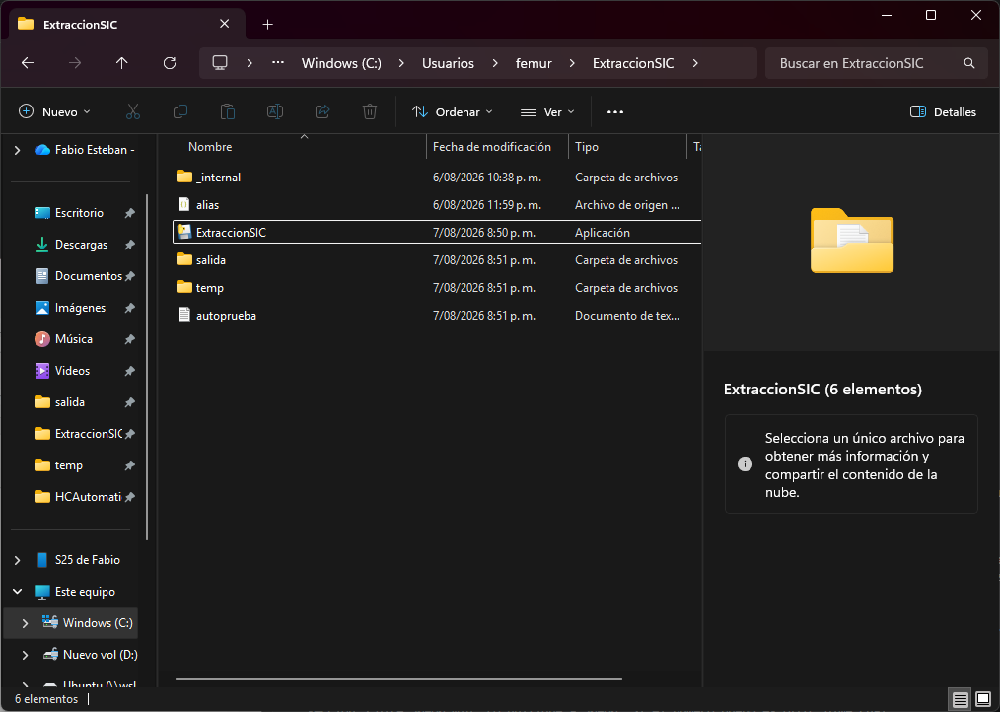 ExtraccionSIC
Windows (C:) Usuarios femur ExtraccionSIC
Buscar en ExtraccionSIC
Nuevo
Ordenar
Ver
Detalles
Fabio Esteban -
Escritorio
Descargas
Documentos
Imágenes
Música
Videos
salida
ExtraccionSIC
temp
HCAutomati
S25 de Fabio
Este equipo
Windows (C:)
Nuevo vol (D:)
Nombre Fecha de modificación Tipo
_internal 6/08/2026 10:38 p. m. Carpeta de archivos
alias 6/08/2026 11:59 p. m. Archivo de origen ...
ExtraccionSIC 7/08/2026 8:50 p. m. Aplicación
salida 7/08/2026 8:51 p. m. Carpeta de archivos
temp 7/08/2026 8:51 p. m. Carpeta de archivos
autoprueba 7/08/2026 8:51 p. m. Documento de tex...
ExtraccionSIC (6 elementos)
Selecciona un único archivo para
obtener más información y
compartir el contenido de la
nube.
6 elementos